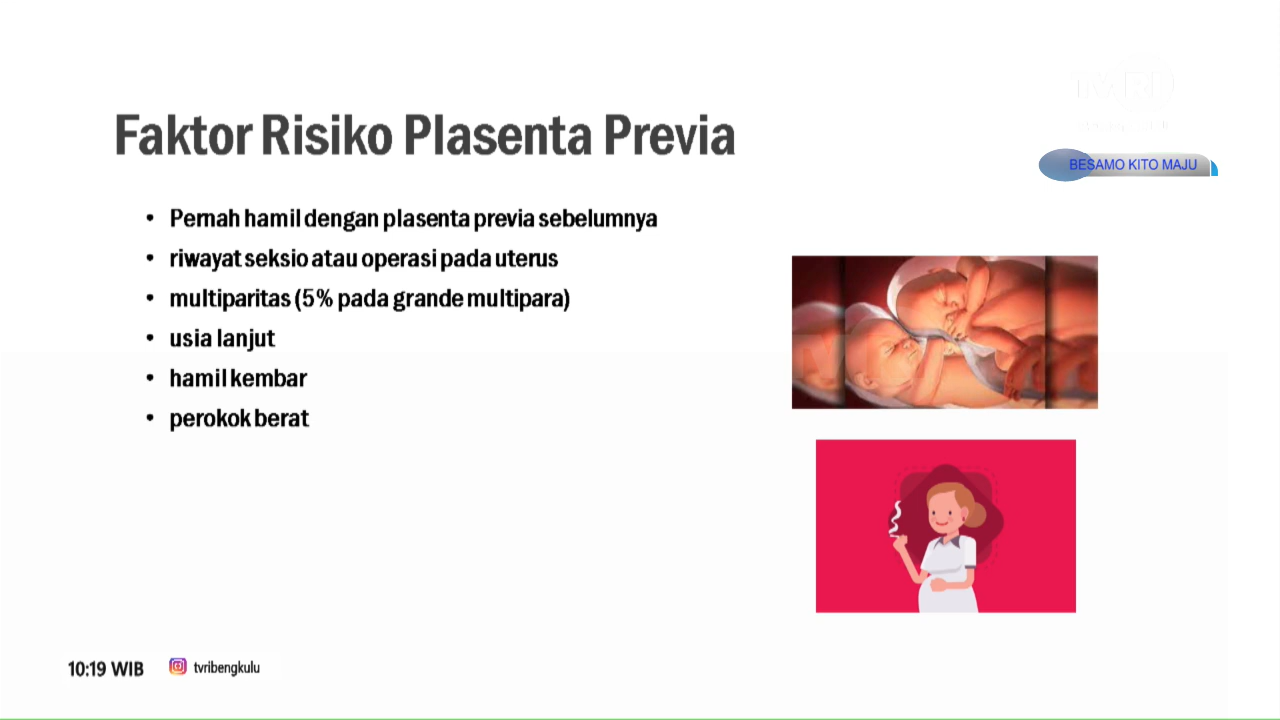 Faktor Risiko Plasenta Previa
BESAMO KITO MAJU
• Pernah hamil dengan plasenta previa sebelumnya
• riwayat seksio atau operasi pada uterus
• multiparitas (5% pada grande multipara)
• usia lanjut
• hamil kembar
• perokok berat
10:19 WIB
tvribengkulu